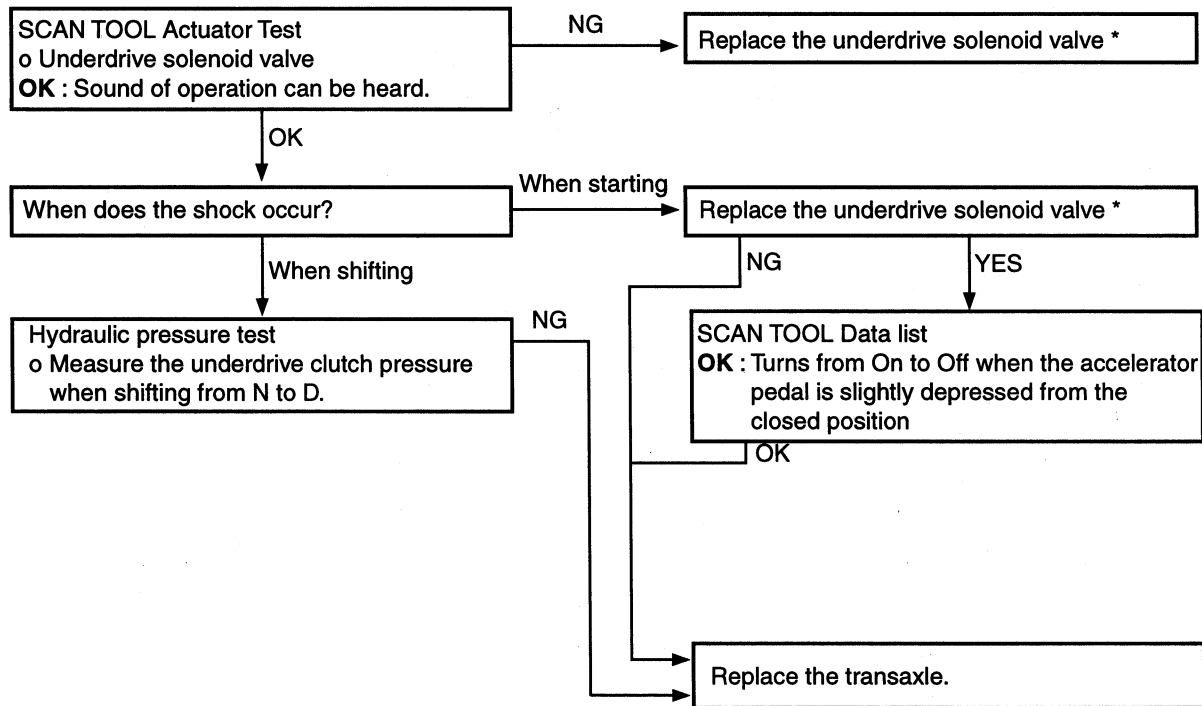 SCAN TOOL Actuator Test
o Underdrive solenoid valve
OK : Sound of operation can be heard.
NG
Replace the underdrive solenoid valve *
OK
When does the shock occur?
When starting
Replace the underdrive solenoid valve *
When shifting
NG
YES
Hydraulic pressure test
o Measure the underdrive clutch pressure
when shifting from N to D.
NG
SCAN TOOL Data list
OK : Turns from On to Off when the accelerator
pedal is slightly depressed from the
closed position
OK
Replace the transaxle.